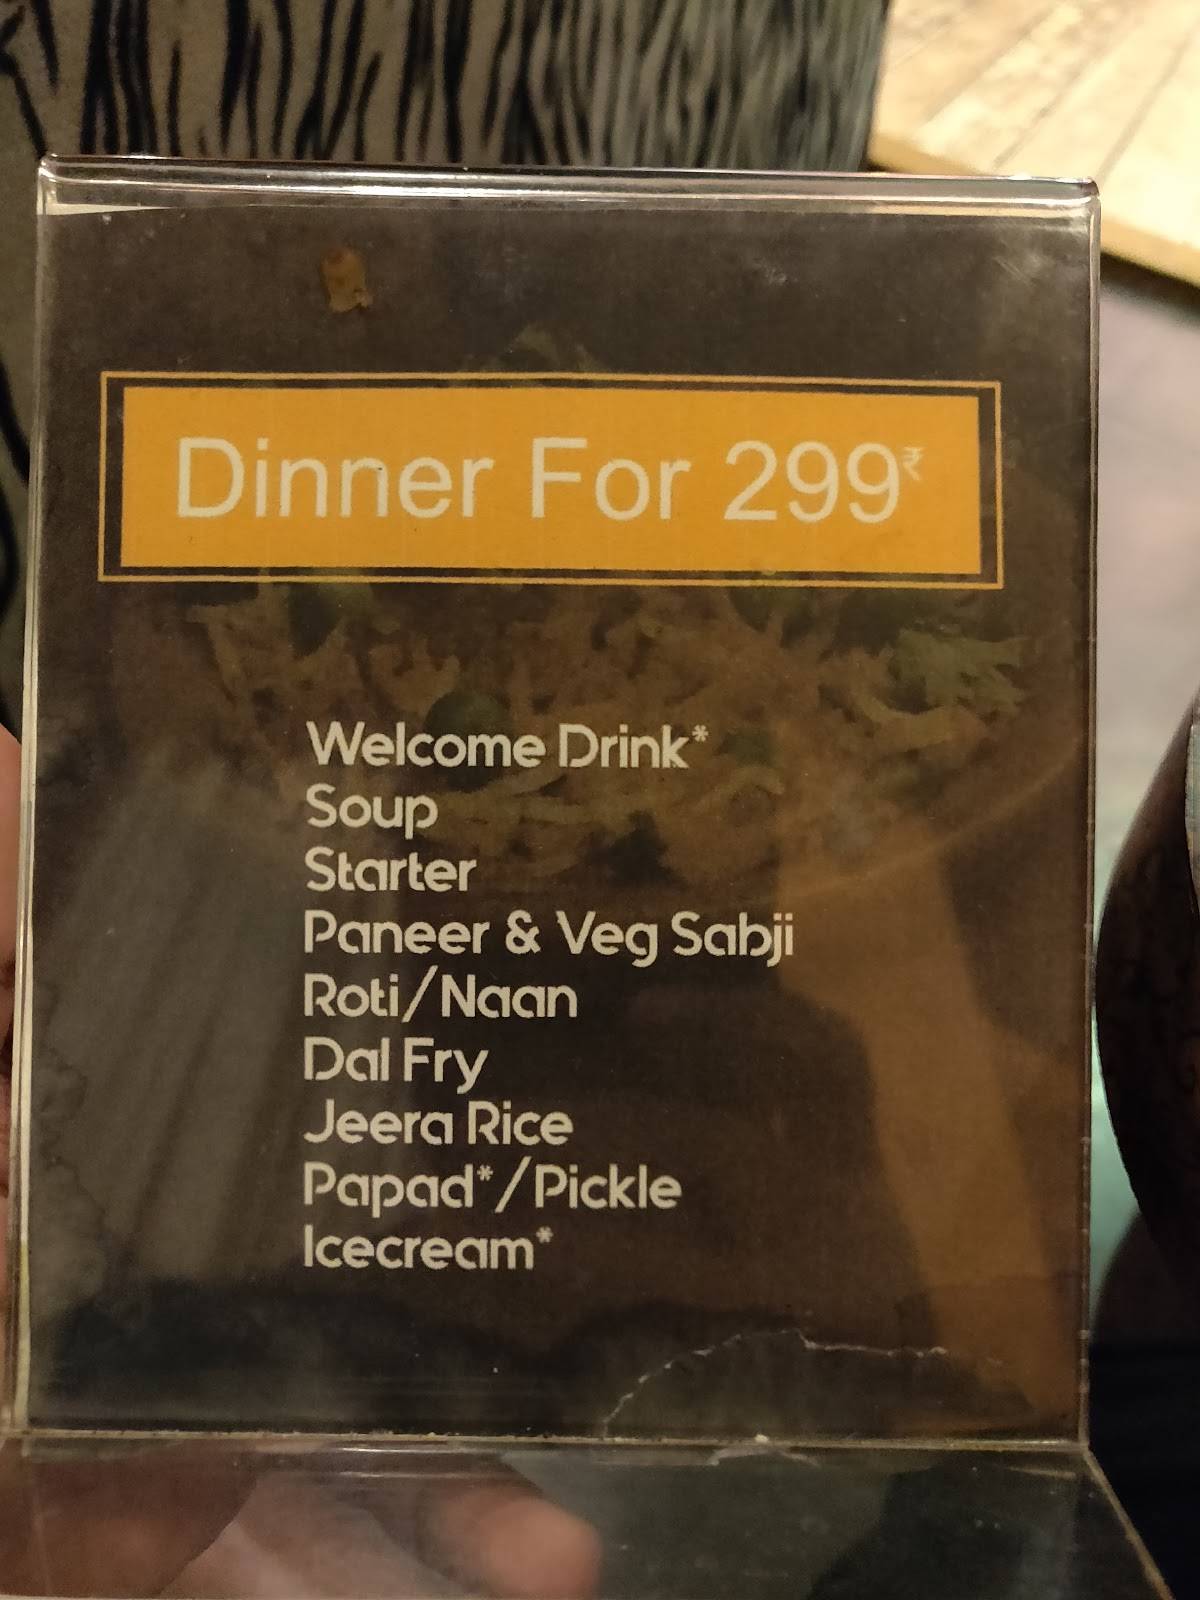 Dinner For 299₹
Welcome Drink*
Soup
Starter
Paneer & Veg Sabji
Roti/Naan
Dal Fry
Jeera Rice
Papad*/Pickle
Icecream*